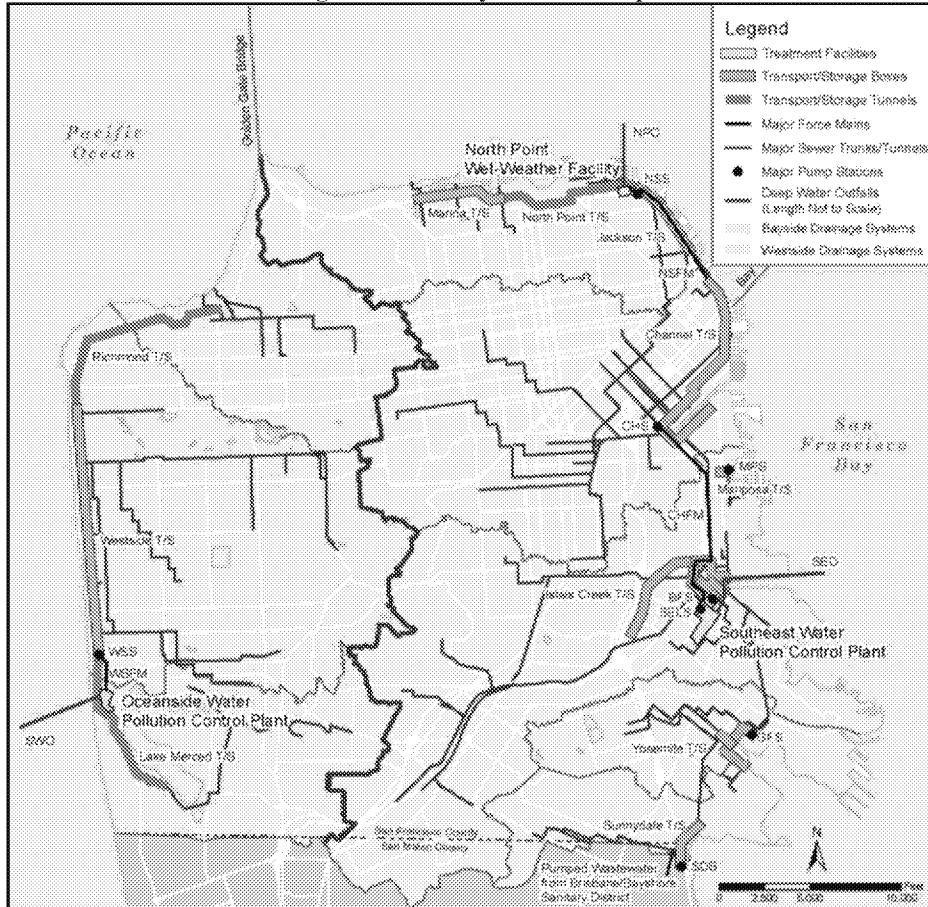 Legend
Treatment Facilities
Transport/Storage Boxes
Transport/Storage Tunnels
Major Force Mains
Major Sewer Trunks/Tunnels
Major Pump Stations
Deep Water Outfalls
(Length Not to Scale)
Bayside Drainage Systems
Westside Drainage Systems
Golden Gate Bridge
Pacific
Ocean
North Point
Wet-Weather Facility
NPO
NSS
Marina T/S
North Point T/S
Jackson T/S
NSFM
Bay
Channel T/S
Richmond T/S
CHS
San
Francisco
Bay
MPS
Mariposa T/S
CHFM
Westside T/S
SEO
Islais Creek T/S
BFS
SELS
Southeast Water
Pollution Control Plant
WSS
WSFM
Oceanside Water
Pollution Control Plant
SWO
Lake Merced T/S
Yosemite T/S
GFS
Sunnydale T/S
San Francisco County
San Mateo County
Pumped Wastewater
from Brisbane/Bayshore
Sanitary District
SDS
N
Feet
0 2,500 5,000 10,000